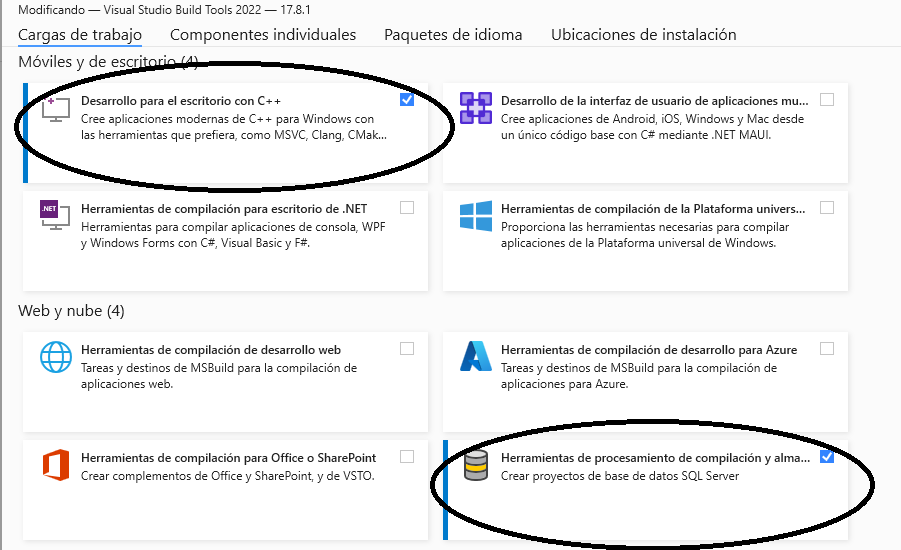 Modificando — Visual Studio Build Tools 2022 — 17.8.1
Cargas de trabajo Componentes individuales Paquetes de idioma Ubicaciones de instalación
Móviles y de escritorio (4)
Desarrollo para el escritorio con C++
Cree aplicaciones modernas de C++ para Windows con
las herramientas que prefiera, como MSVC, Clang, CMak...
Desarrollo de la interfaz de usuario de aplicaciones mu...
Cree aplicaciones de Android, iOS, Windows y Mac desde
un único código base con C# mediante .NET MAUI.
.NET
Herramientas de compilación para escritorio de .NET
Herramientas para compilar aplicaciones de consola, WPF
y Windows Forms con C#, Visual Basic y F#.
Herramientas de compilación de la Plataforma univers...
Proporciona las herramientas necesarias para compilar
aplicaciones de la Plataforma universal de Windows.
Web y nube (4)
Herramientas de compilación de desarrollo web
Tareas y destinos de MSBuild para la compilación de
aplicaciones web.
Herramientas de compilación de desarrollo para Azure
Tareas y destinos de MSBuild para la compilación de
aplicaciones para Azure.
Herramientas de compilación para Office o SharePoint
Crear complementos de Office y SharePoint, y de VSTO.
Herramientas de procesamiento de compilación y alma...
Crear proyectos de base de datos SQL Server